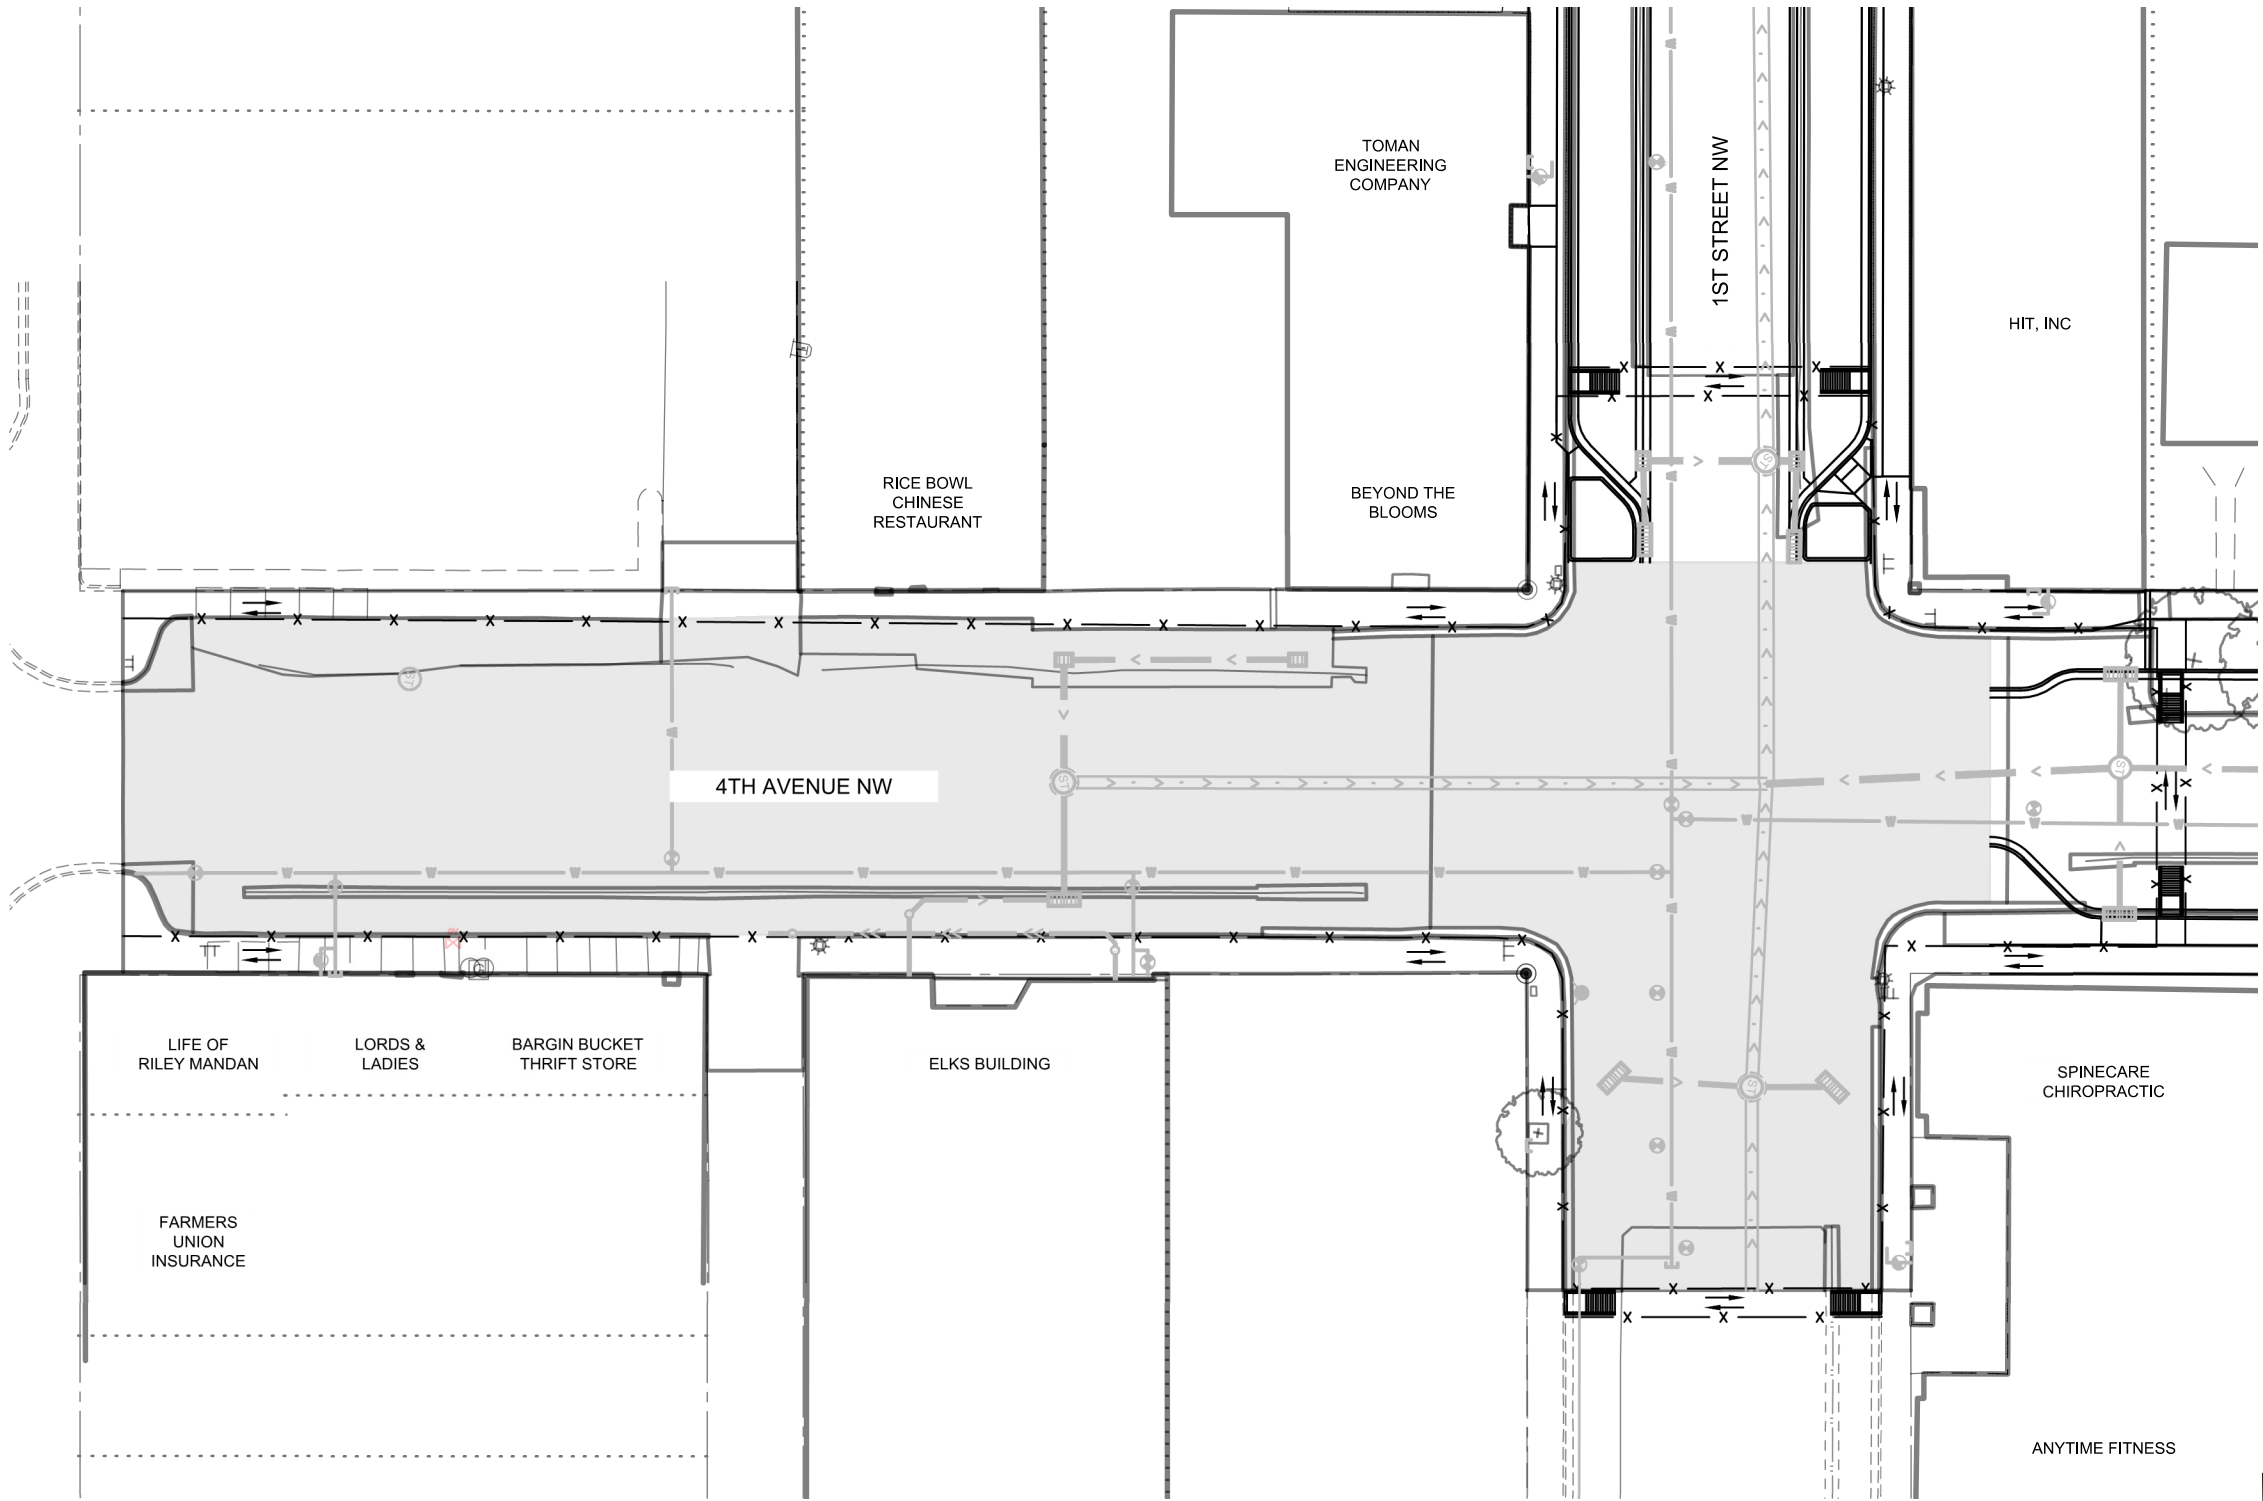 TOMAN
ENGINEERING
COMPANY
1ST STREET NW
HIT, INC
RICE BOWL
CHINESE
RESTAURANT
BEYOND THE
BLOOMS
4TH AVENUE NW
LIFE OF
RILEY MANDAN
LORDS &
LADIES
BARGIN BUCKET
THRIFT STORE
ELKS BUILDING
SPINECARE
CHIROPRACTIC
FARMERS
UNION
INSURANCE
ANYTIME FITNESS